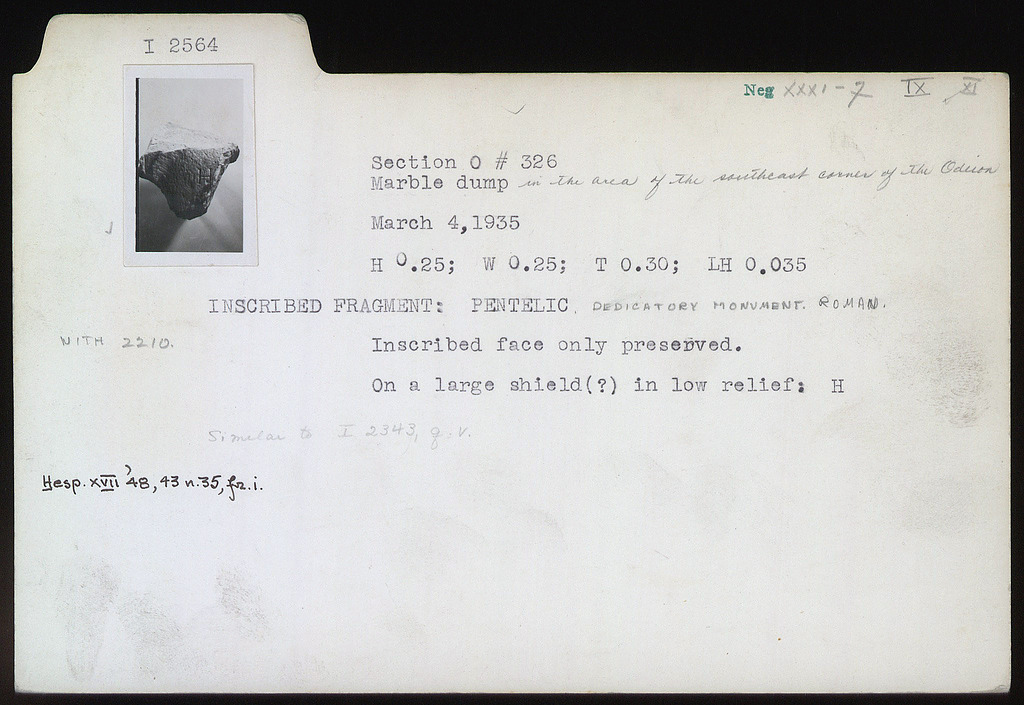 I 2564
Neg XXXI-7 IX XI
Section O # 326
Marble dump in the area of the southeast corner of the Odeion
March 4,1935
H 0.25; W 0.25; T 0.30; LH 0.035
INSCRIBED FRAGMENT: PENTELIC, DEDICATORY MONUMENT. ROMAN.
WITH 2210.
Inscribed face only preserved.
On a large shield(?) in low relief: H
Similar to I 2343, q.v.
Hesp. XVII '48, 43 n.35, fr. i.